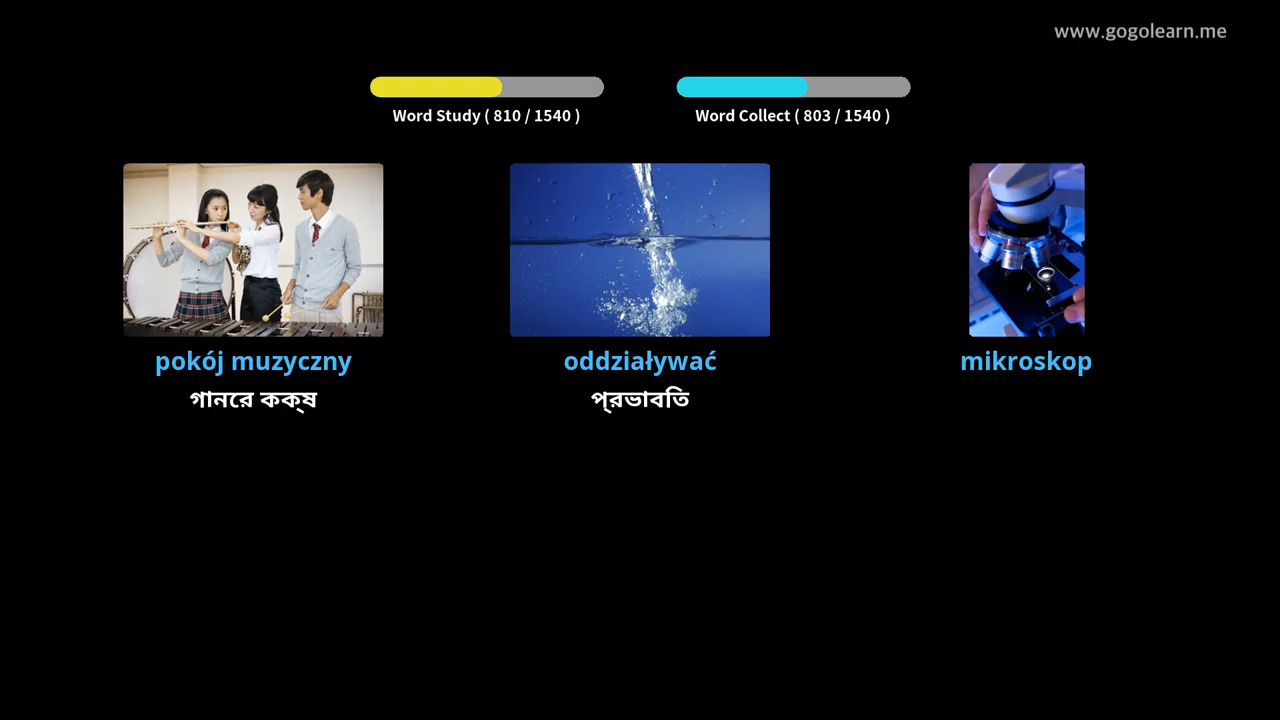 www.gogolearn.me
Word Study ( 810 / 1540 )
Word Collect ( 803 / 1540 )
pokój muzyczny
oddziaływać
mikroskop
গানের কক্ষ
প্রভাবিত